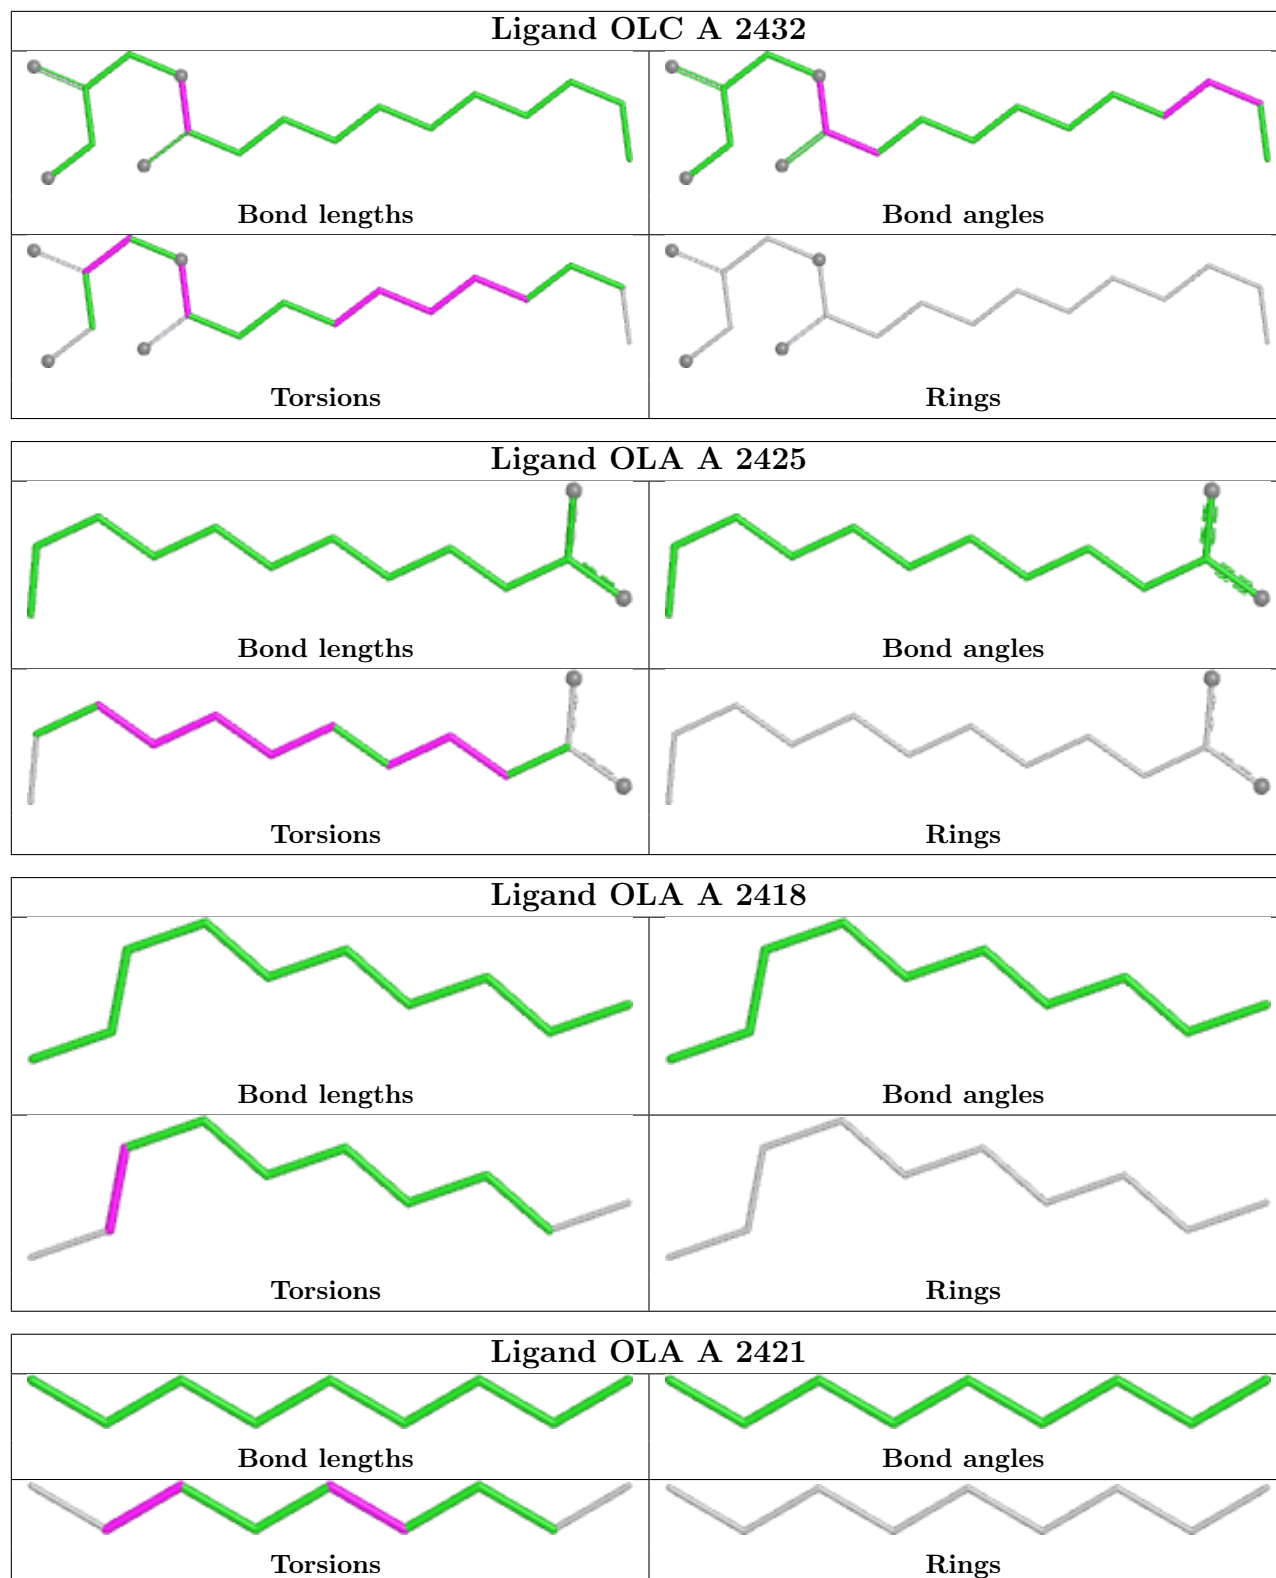 Ligand OLC A 2432
Bond lengths
Bond angles
Torsions
Rings
Ligand OLA A 2425
Bond lengths
Bond angles
Torsions
Rings
Ligand OLA A 2418
Bond lengths
Bond angles
Torsions
Rings
Ligand OLA A 2421
Bond lengths
Bond angles
Torsions
Rings